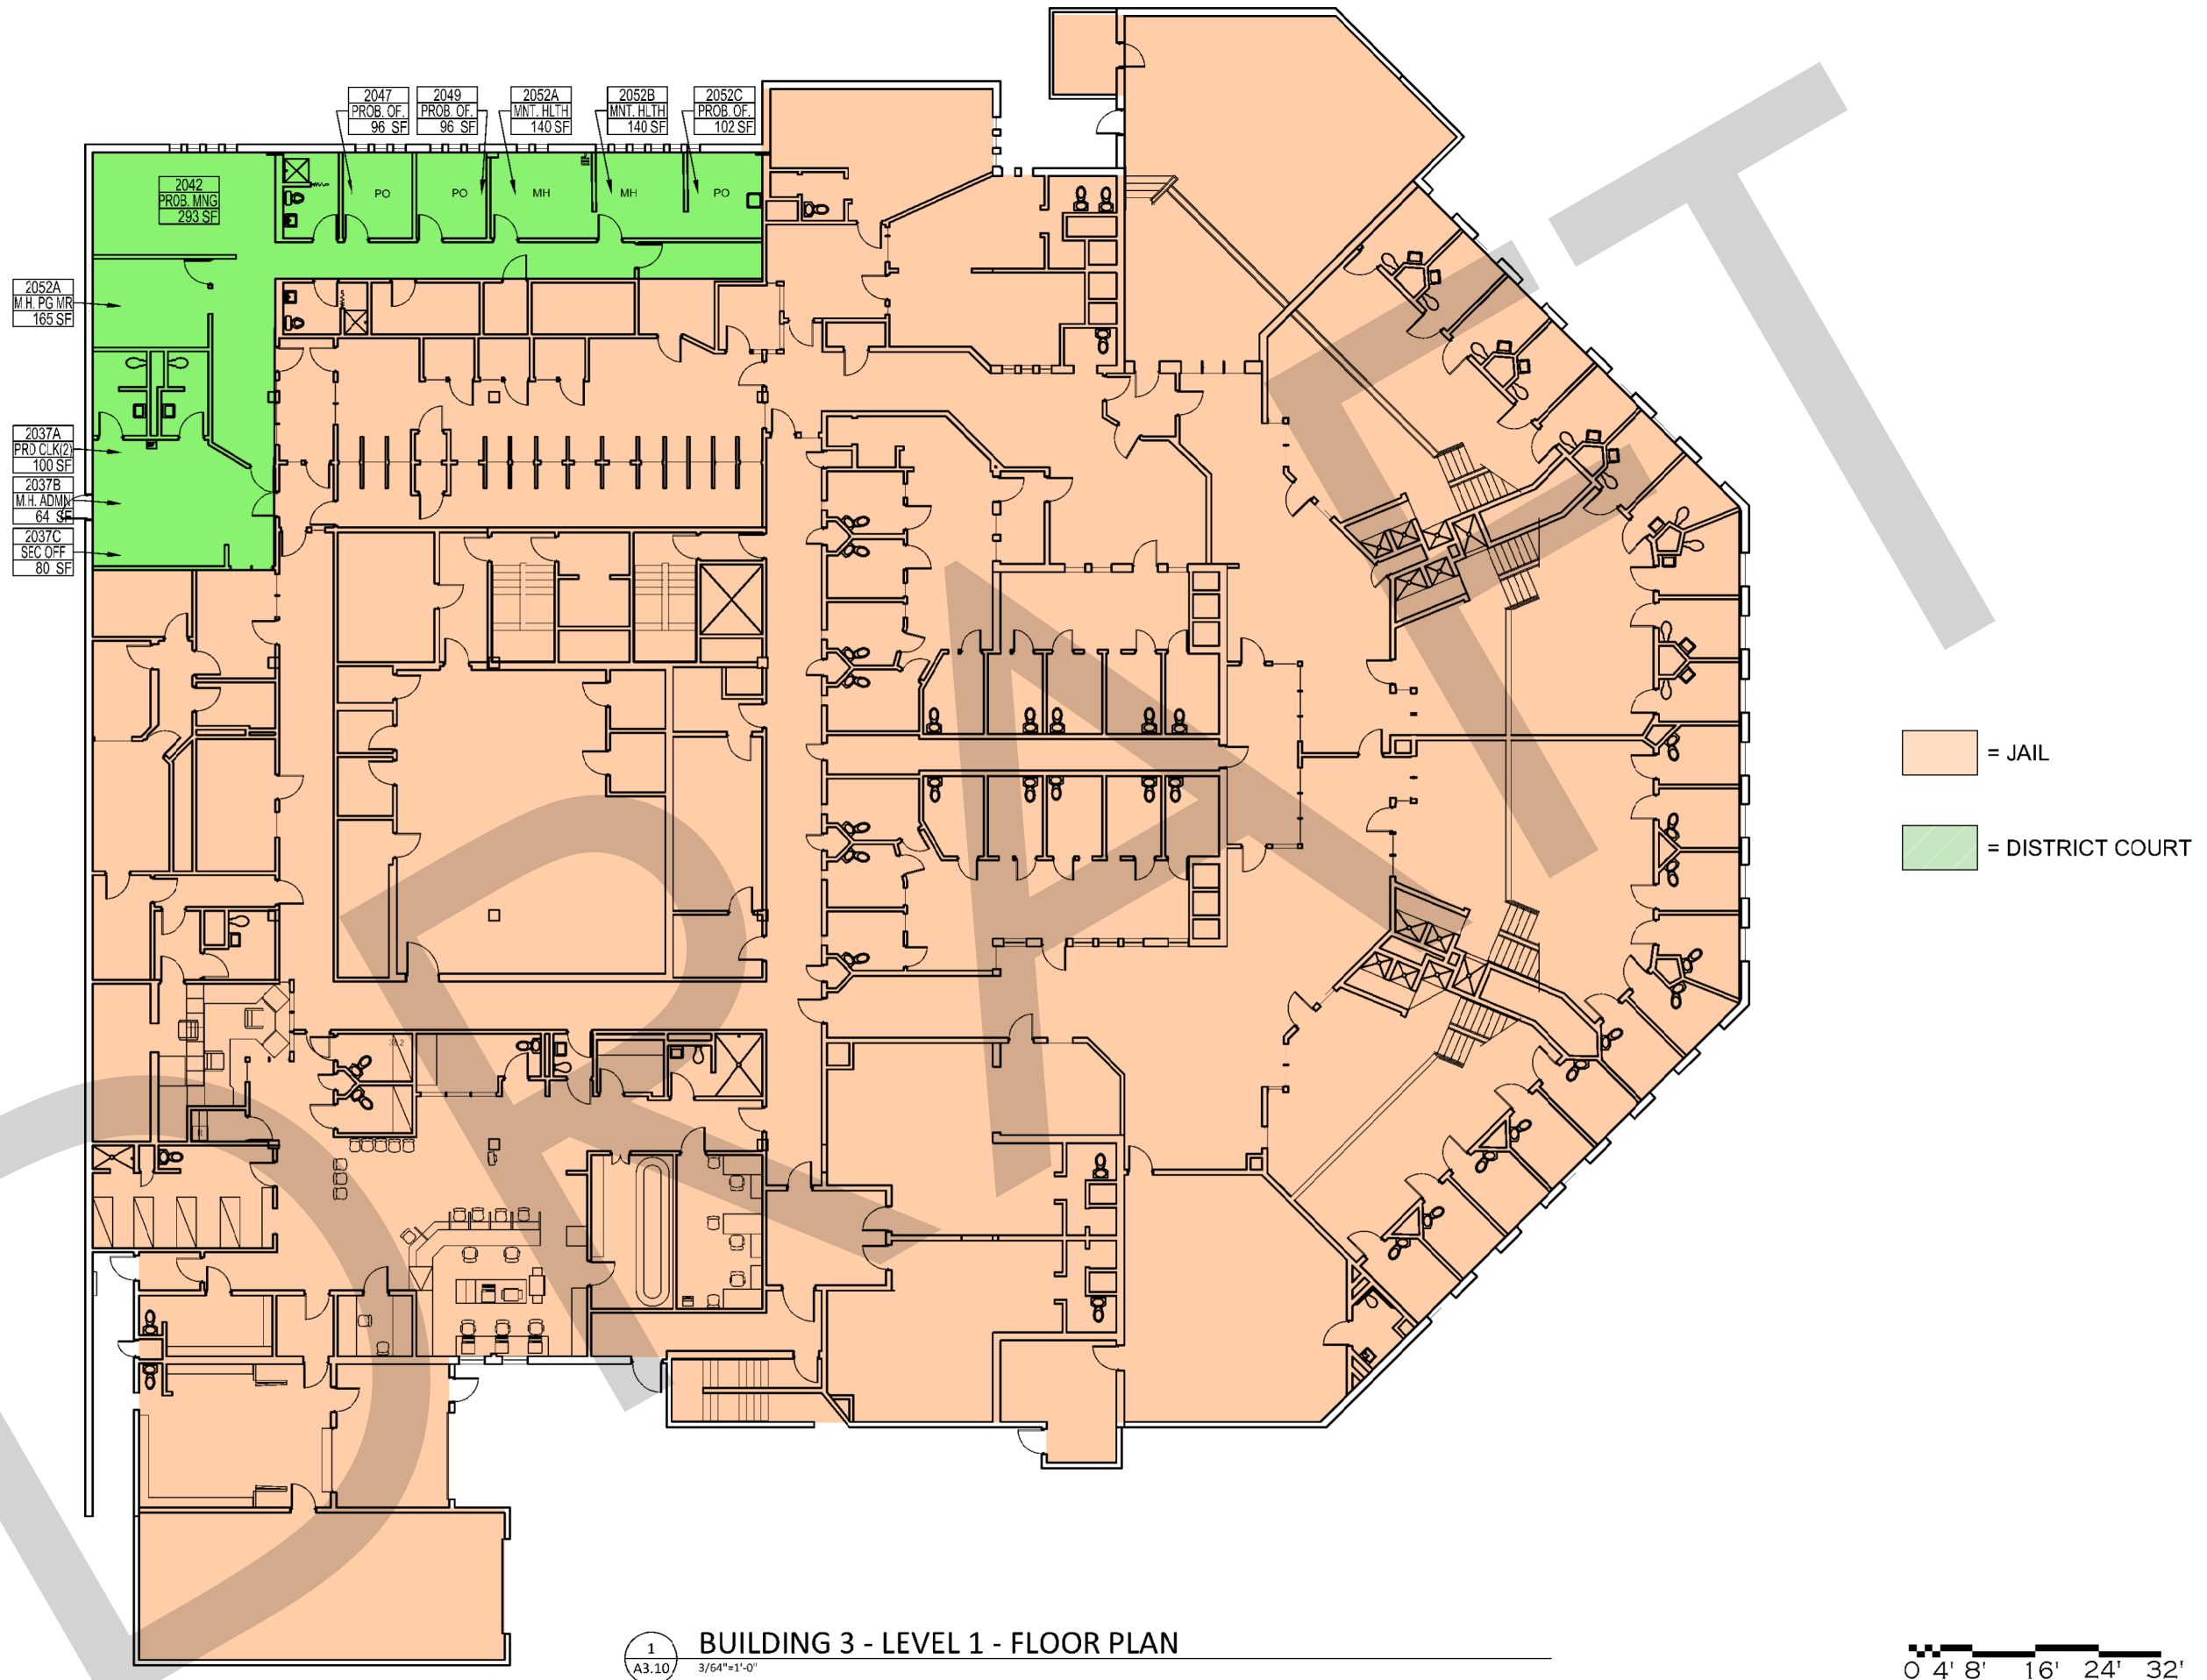 2047
PROB. OF.
96 SF
2049
PROB. OF.
96 SF
2052A
MNT. HLTH
140 SF
2052B
MNT. HLTH
140 SF
2052C
PROB. OF.
102 SF
2042
PROB. MNG
293 SF
PO
PO
MH
MH
PO
2052A
M.H. PG MR
165 SF
2037A
PRD CLK(2)
100 SF
2037B
M.H. ADMN
64 SF
2037C
SEC OFF
80 SF
= JAIL
= DISTRICT COURT
DRAFT
R
1
A3.10
BUILDING 3 - LEVEL 1 - FLOOR PLAN
3/64"=1'-0"
0 4' 8' 16' 24' 32'